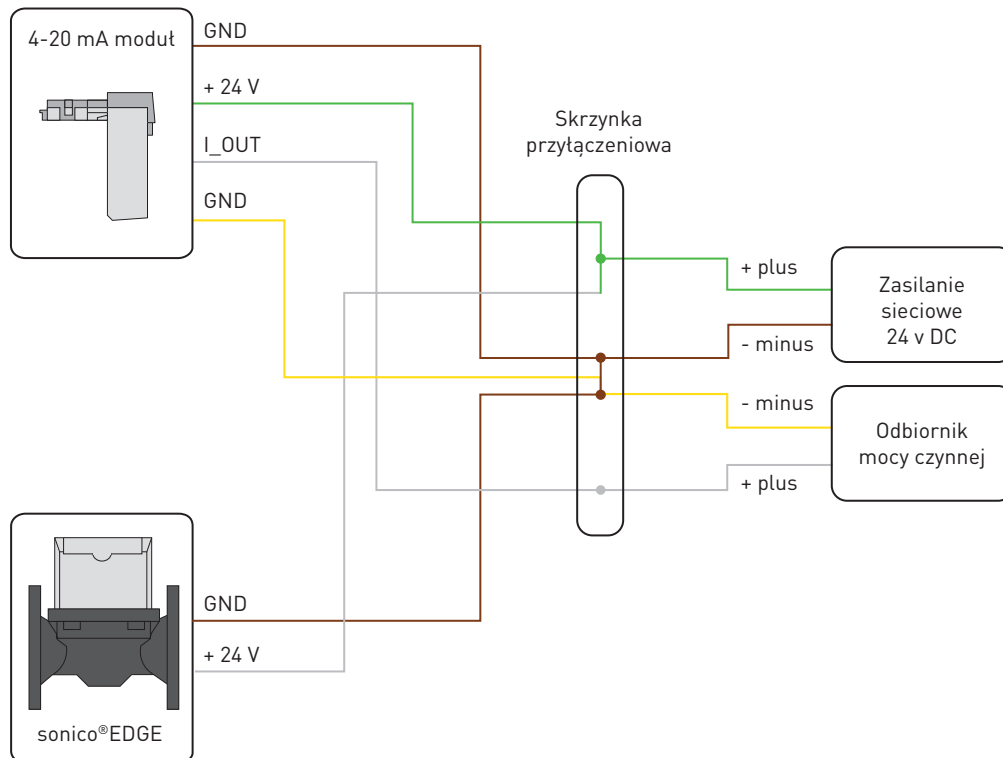 4-20 mA moduł
GND
+ 24 V
I_OUT
GND
Skrzynka
przyłączeniowa
+ plus
- minus
Zasilanie
sieciowe
24 v DC
- minus
+ plus
Odbiornik
mocy czynnej
GND
+ 24 V
sonico®EDGE